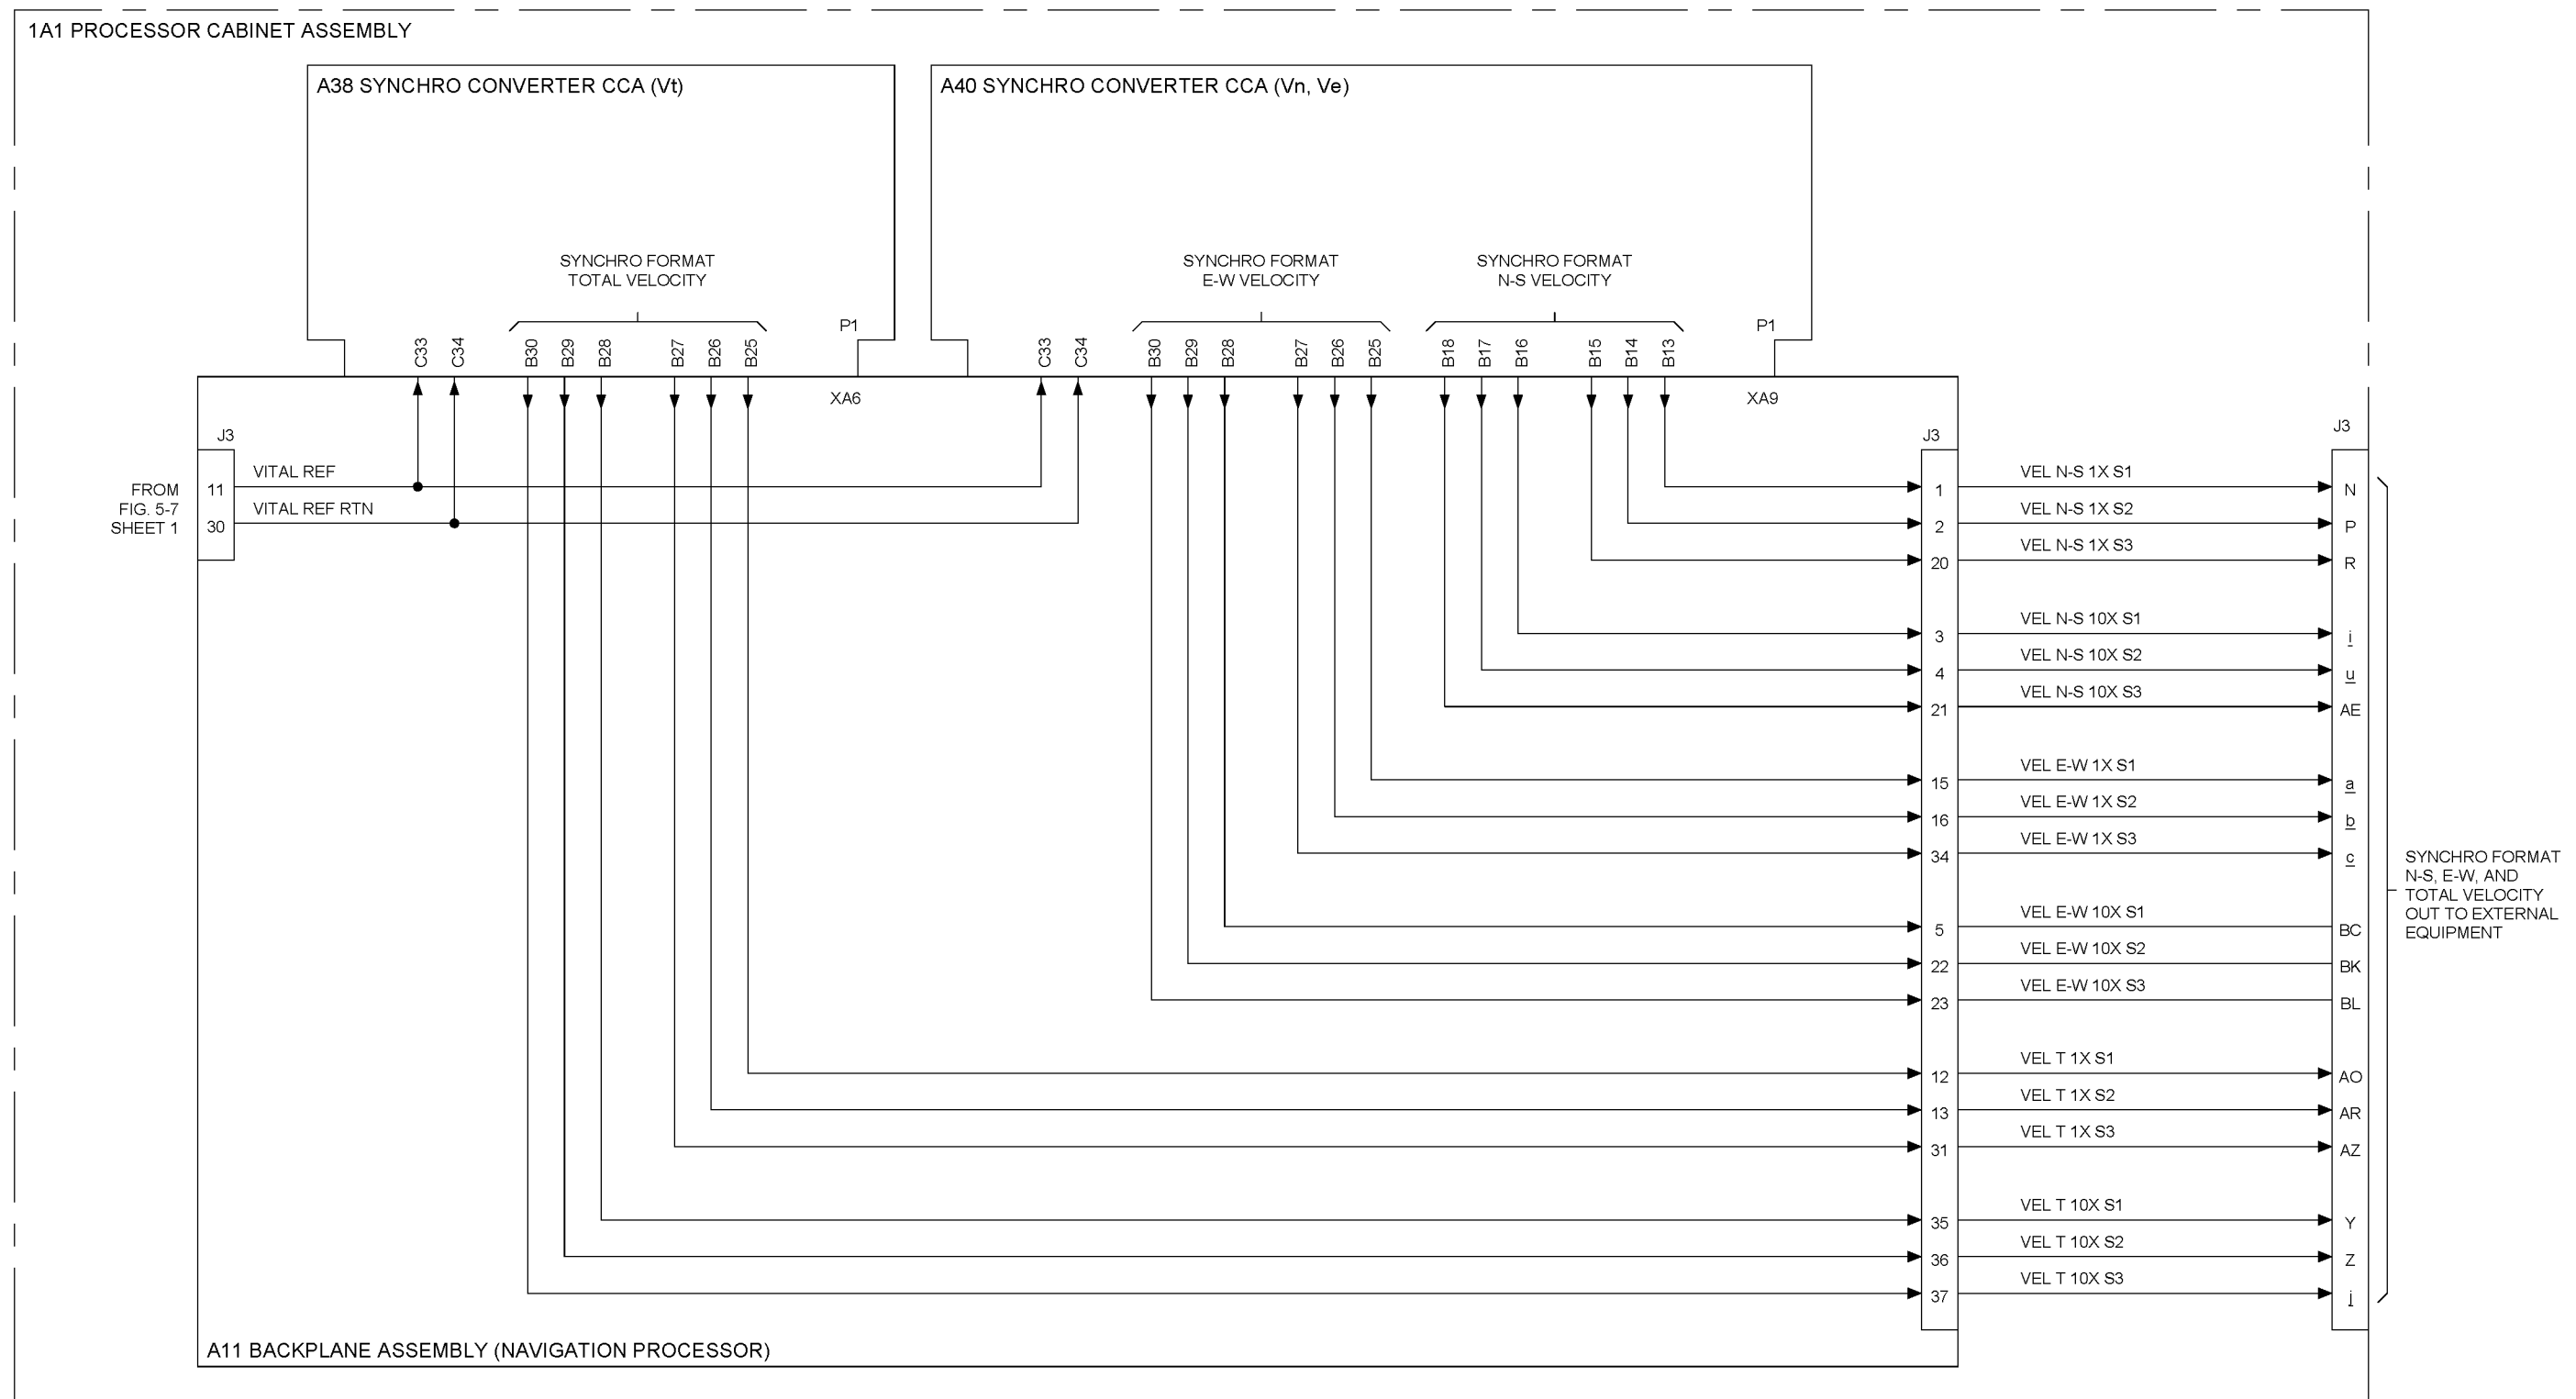 1A1 PROCESSOR CABINET ASSEMBLY
A38 SYNCHRO CONVERTER CCA (Vt)
A40 SYNCHRO CONVERTER CCA (Vn, Ve)
SYNCHRO FORMAT
TOTAL VELOCITY
SYNCHRO FORMAT
E-W VELOCITY
SYNCHRO FORMAT
N-S VELOCITY
P1
P1
C33
C34
B30
B29
B28
B27
B26
B25
C33
C34
B30
B29
B28
B27
B26
B25
B18
B17
B16
B15
B14
B13
XA6
XA9
J3
J3
J3
FROM
FIG. 5-7
SHEET 1
11
VITAL REF
30
VITAL REF RTN
1
VEL N-S 1X S1
N
2
VEL N-S 1X S2
P
20
VEL N-S 1X S3
R
3
VEL N-S 10X S1
i
4
VEL N-S 10X S2
u
21
VEL N-S 10X S3
AE
15
VEL E-W 1X S1
a
16
VEL E-W 1X S2
b
34
VEL E-W 1X S3
c
5
VEL E-W 10X S1
BC
22
VEL E-W 10X S2
BK
23
VEL E-W 10X S3
BL
12
VEL T 1X S1
AO
13
VEL T 1X S2
AR
31
VEL T 1X S3
AZ
35
VEL T 10X S1
Y
36
VEL T 10X S2
Z
37
VEL T 10X S3
j
SYNCHRO FORMAT
N-S, E-W, AND
TOTAL VELOCITY
OUT TO EXTERNAL
EQUIPMENT
A11 BACKPLANE ASSEMBLY (NAVIGATION PROCESSOR)